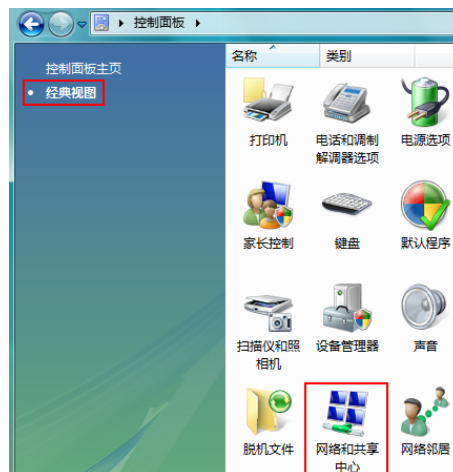 控制面板
控制面板主页
• 经典视图
名称 类别
打印机 电话和调制 电源选项
解调器选项
家长控制 键盘 默认程序
扫描仪和照 设备管理器 声音
相机
脱机文件 网络和共享 网络邻居
中心